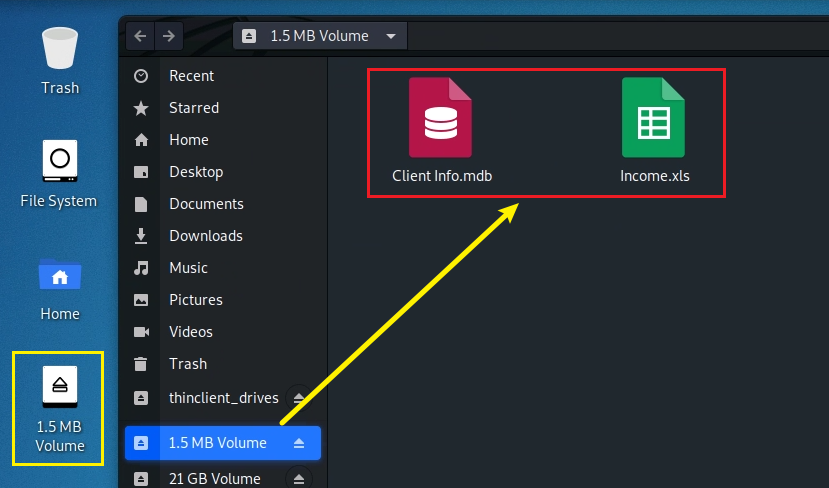 Trash
File System
Home
1.5 MB
Volume
1.5 MB Volume
Recent
Starred
Home
Desktop
Documents
Downloads
Music
Pictures
Videos
Trash
thinclient_drives
1.5 MB Volume
21 GB Volume
Client Info.mdb
Income.xls